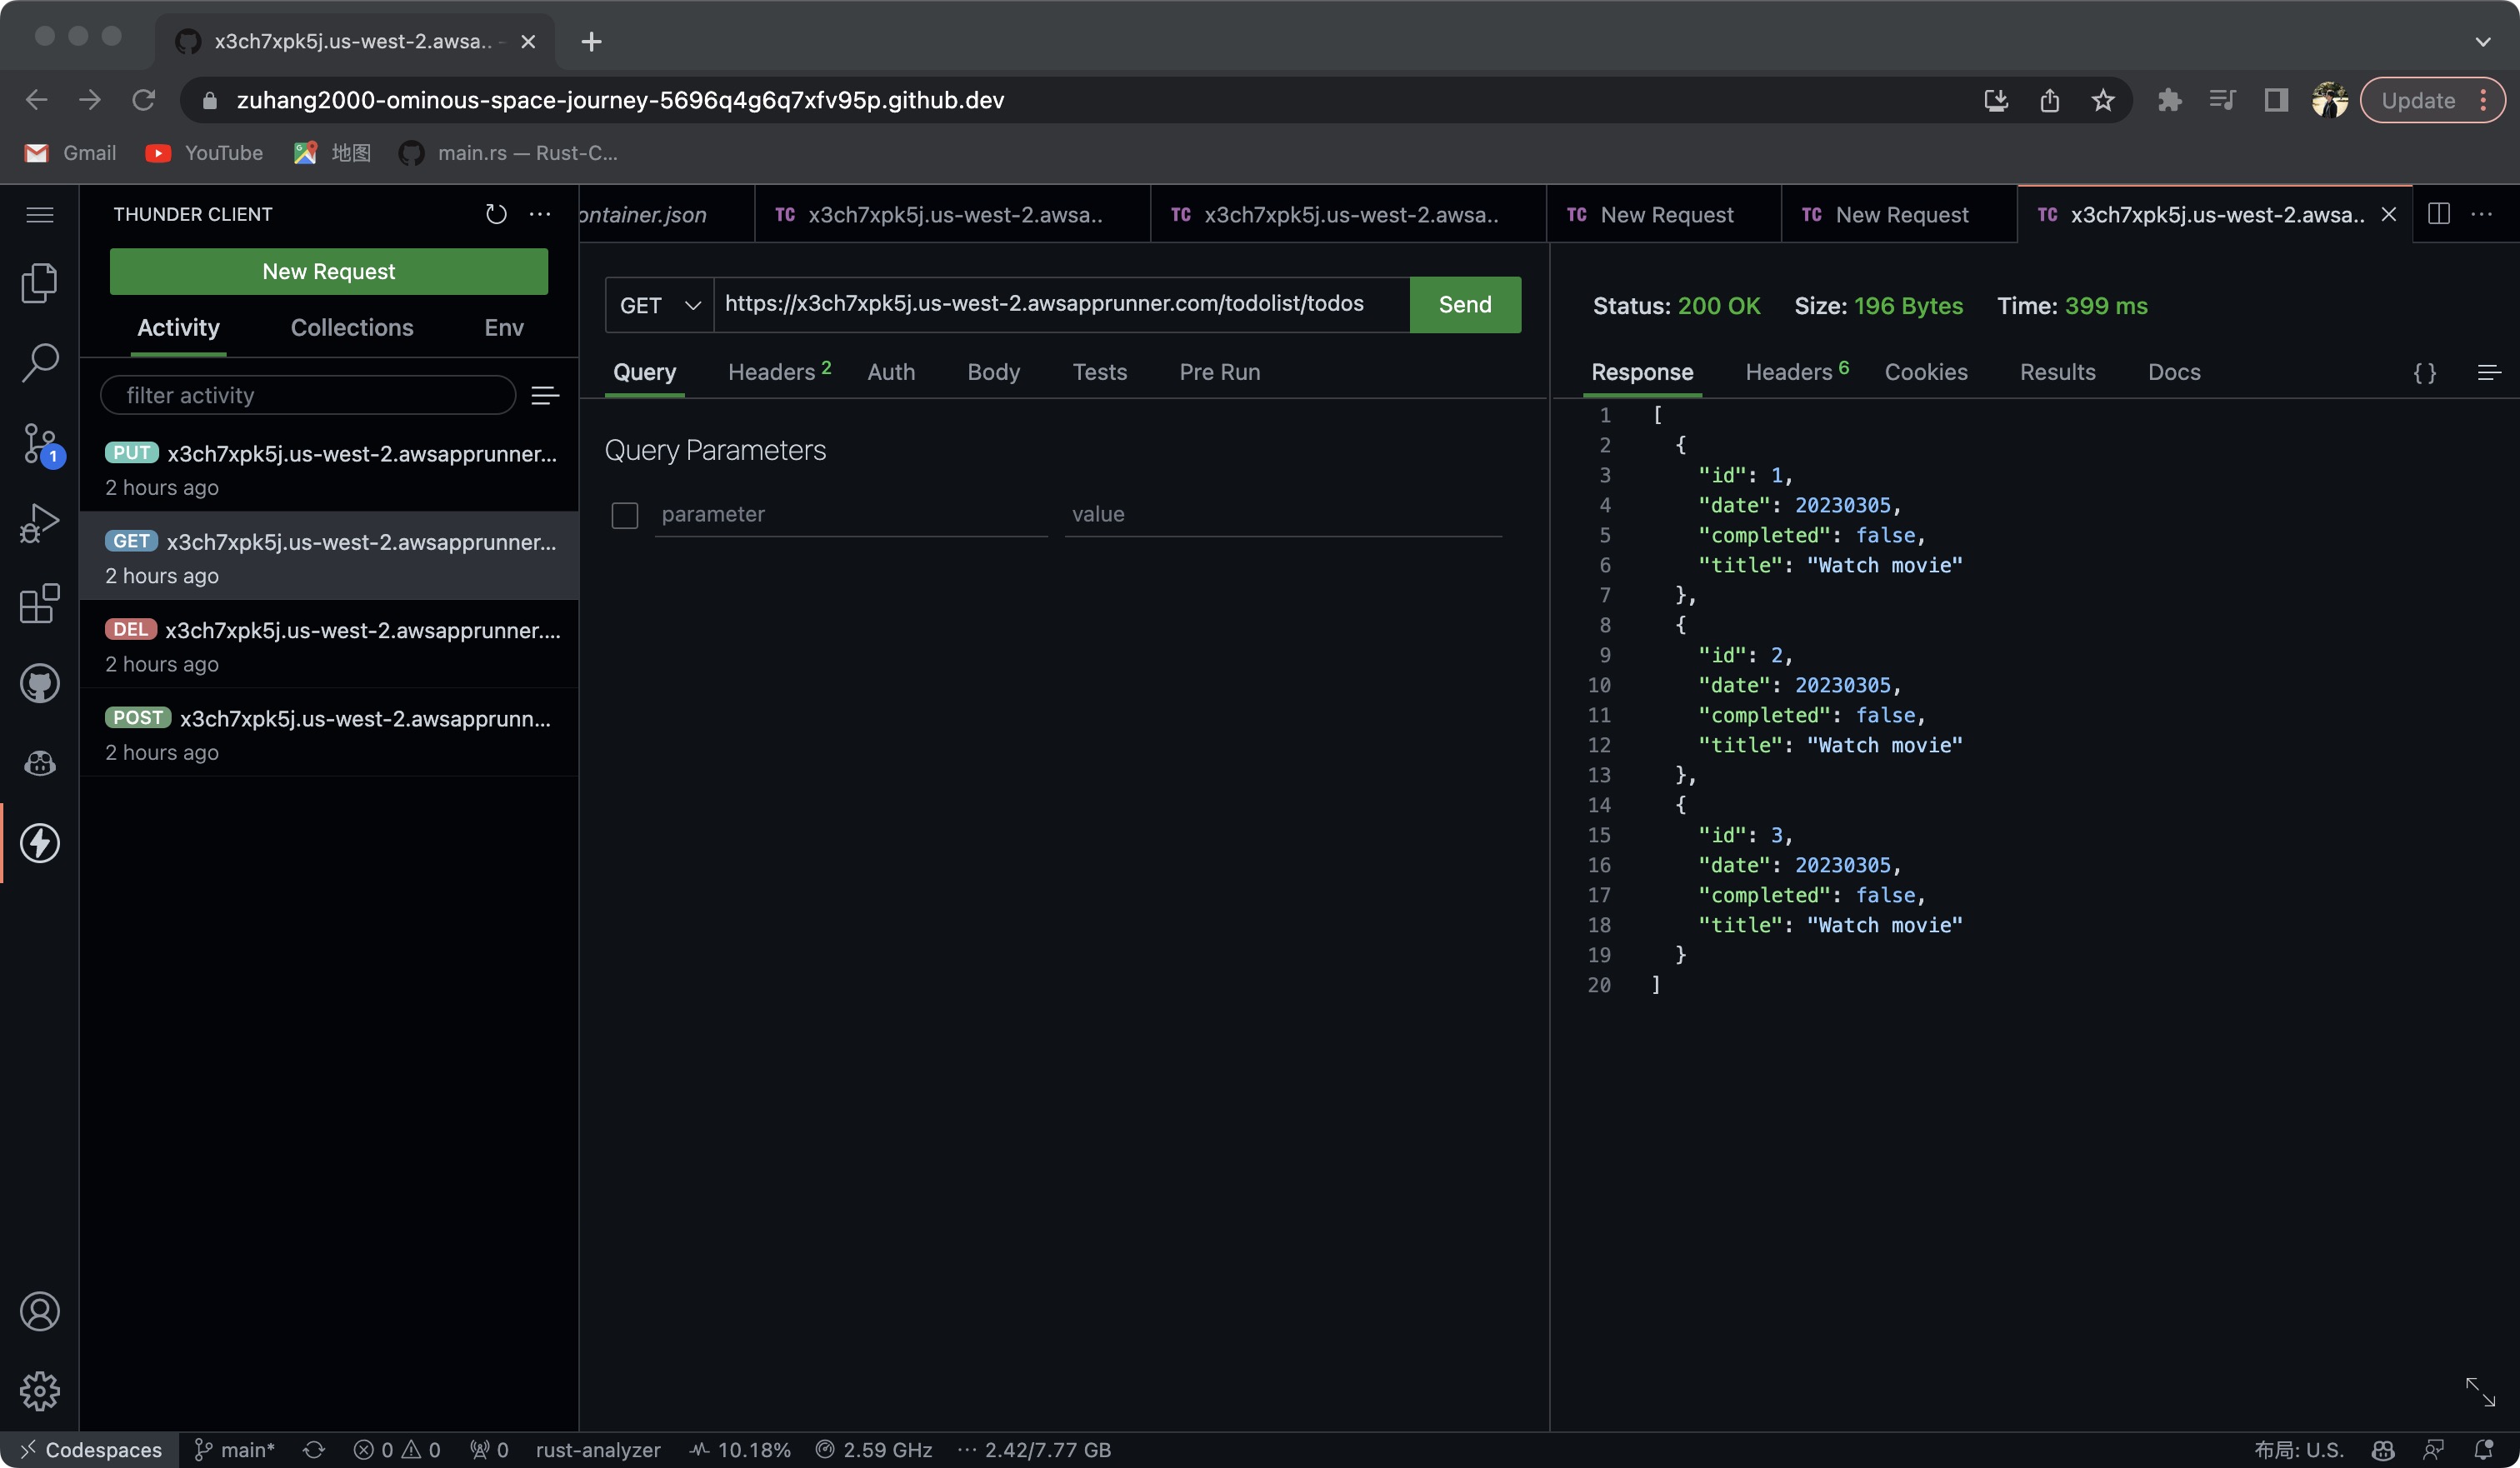 x3ch7xpk5j.us-west-2.awsa..
zuhang2000-ominous-space-journey-5696q4g6q7xfv95p.github.dev
Update
Gmail
YouTube
地图
main.rs — Rust-C...
THUNDER CLIENT
New Request
Activity
Collections
Env
filter activity
PUT x3ch7xpk5j.us-west-2.awsapprunner...
2 hours ago
GET x3ch7xpk5j.us-west-2.awsapprunner...
2 hours ago
DEL x3ch7xpk5j.us-west-2.awsapprunner....
2 hours ago
POST x3ch7xpk5j.us-west-2.awsapprunn...
2 hours ago
1
ontainer.json
TC x3ch7xpk5j.us-west-2.awsa..
TC x3ch7xpk5j.us-west-2.awsa..
TC New Request
TC New Request
TC x3ch7xpk5j.us-west-2.awsa..
GET
https://x3ch7xpk5j.us-west-2.awsapprunner.com/todolist/todos
Send
Query
Headers 2
Auth
Body
Tests
Pre Run
Query Parameters
parameter
value
Status: 200 OK Size: 196 Bytes Time: 399 ms
Response
Headers 6
Cookies
Results
Docs
{ }
1 [
2 {
3 "id": 1,
4 "date": 20230305,
5 "completed": false,
6 "title": "Watch movie"
7 },
8 {
9 "id": 2,
10 "date": 20230305,
11 "completed": false,
12 "title": "Watch movie"
13 },
14 {
15 "id": 3,
16 "date": 20230305,
17 "completed": false,
18 "title": "Watch movie"
19 }
20 ]
Codespaces
main*
0
0
0
rust-analyzer
10.18%
2.59 GHz
2.42/7.77 GB
布局: U.S.